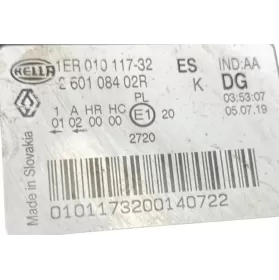 HELLA 1ER 010 117-32 ES IND:AA
2 601 084 02R K DG
03:53:07
PL 05.07.19
1 A HR HC
01 02 00 00 E1 20
2720
Made in Slovakia
0101173200140722